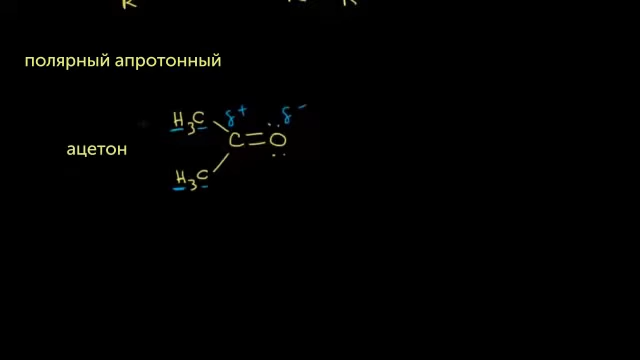 R R R
полярный апротонный
H₃C δ+ δ−
C=O
ацетон
H₃C